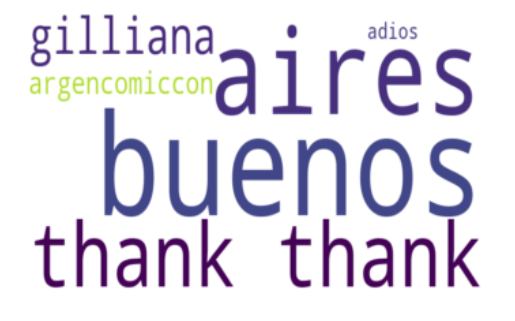 gilliana adios
argencomiccon aires
buenos
thank thank